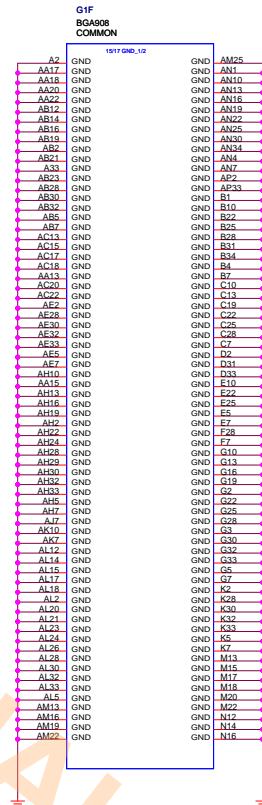 G1F
BGA908
COMMON
15/17 GND_1/2
A2 GND GND AM25
AA17 GND GND AN1
AA18 GND GND AN10
AA20 GND GND AN13
AA22 GND GND AN16
AB12 GND GND AN19
AB14 GND GND AN22
AB16 GND GND AN25
AB19 GND GND AN30
AB2 GND GND AN34
AB21 GND GND AN4
A33 GND GND AN7
AB23 GND GND AP2
AB28 GND GND AP33
AB30 GND GND B1
AB32 GND GND B10
AB5 GND GND B22
AB7 GND GND B25
AC13 GND GND B28
AC15 GND GND B31
AC17 GND GND B34
AC18 GND GND B4
AA13 GND GND B7
AC20 GND GND C10
AC22 GND GND C13
AE2 GND GND C19
AE28 GND GND C22
AE30 GND GND C25
AE32 GND GND C28
AE33 GND GND C7
AE5 GND GND D2
AE7 GND GND D31
AH10 GND GND D33
AA15 GND GND E10
AH13 GND GND E22
AH16 GND GND E25
AH19 GND GND E5
AH2 GND GND E7
AH22 GND GND F28
AH24 GND GND F7
AH28 GND GND G10
AH29 GND GND G13
AH30 GND GND G16
AH32 GND GND G19
AH33 GND GND G2
AH5 GND GND G22
AH7 GND GND G25
AJ7 GND GND G28
AK10 GND GND G3
AK7 GND GND G30
AL12 GND GND G32
AL14 GND GND G33
AL15 GND GND G5
AL17 GND GND G7
AL18 GND GND K2
AL2 GND GND K28
AL20 GND GND K30
AL21 GND GND K32
AL23 GND GND K33
AL24 GND GND K5
AL26 GND GND K7
AL28 GND GND M13
AL30 GND GND M15
AL32 GND GND M17
AL33 GND GND M18
AL5 GND GND M20
AM13 GND GND M22
AM16 GND GND N12
AM19 GND GND N14
AM22 GND GND N16